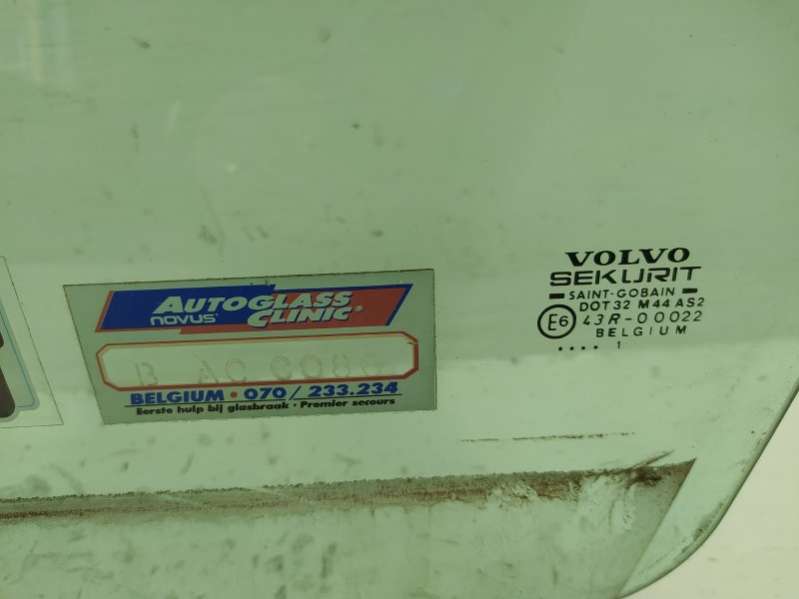 AUTOGLASS
NOVUS® CLINIC®
BELGIUM • 070/233.234
Eerste hulp bij glasbraak • Premier secours
VOLVO
SEKURIT
SAINT-GOBAIN
DOT 32 M44 AS2
E6 43R-00022
BELGIUM
.... 1